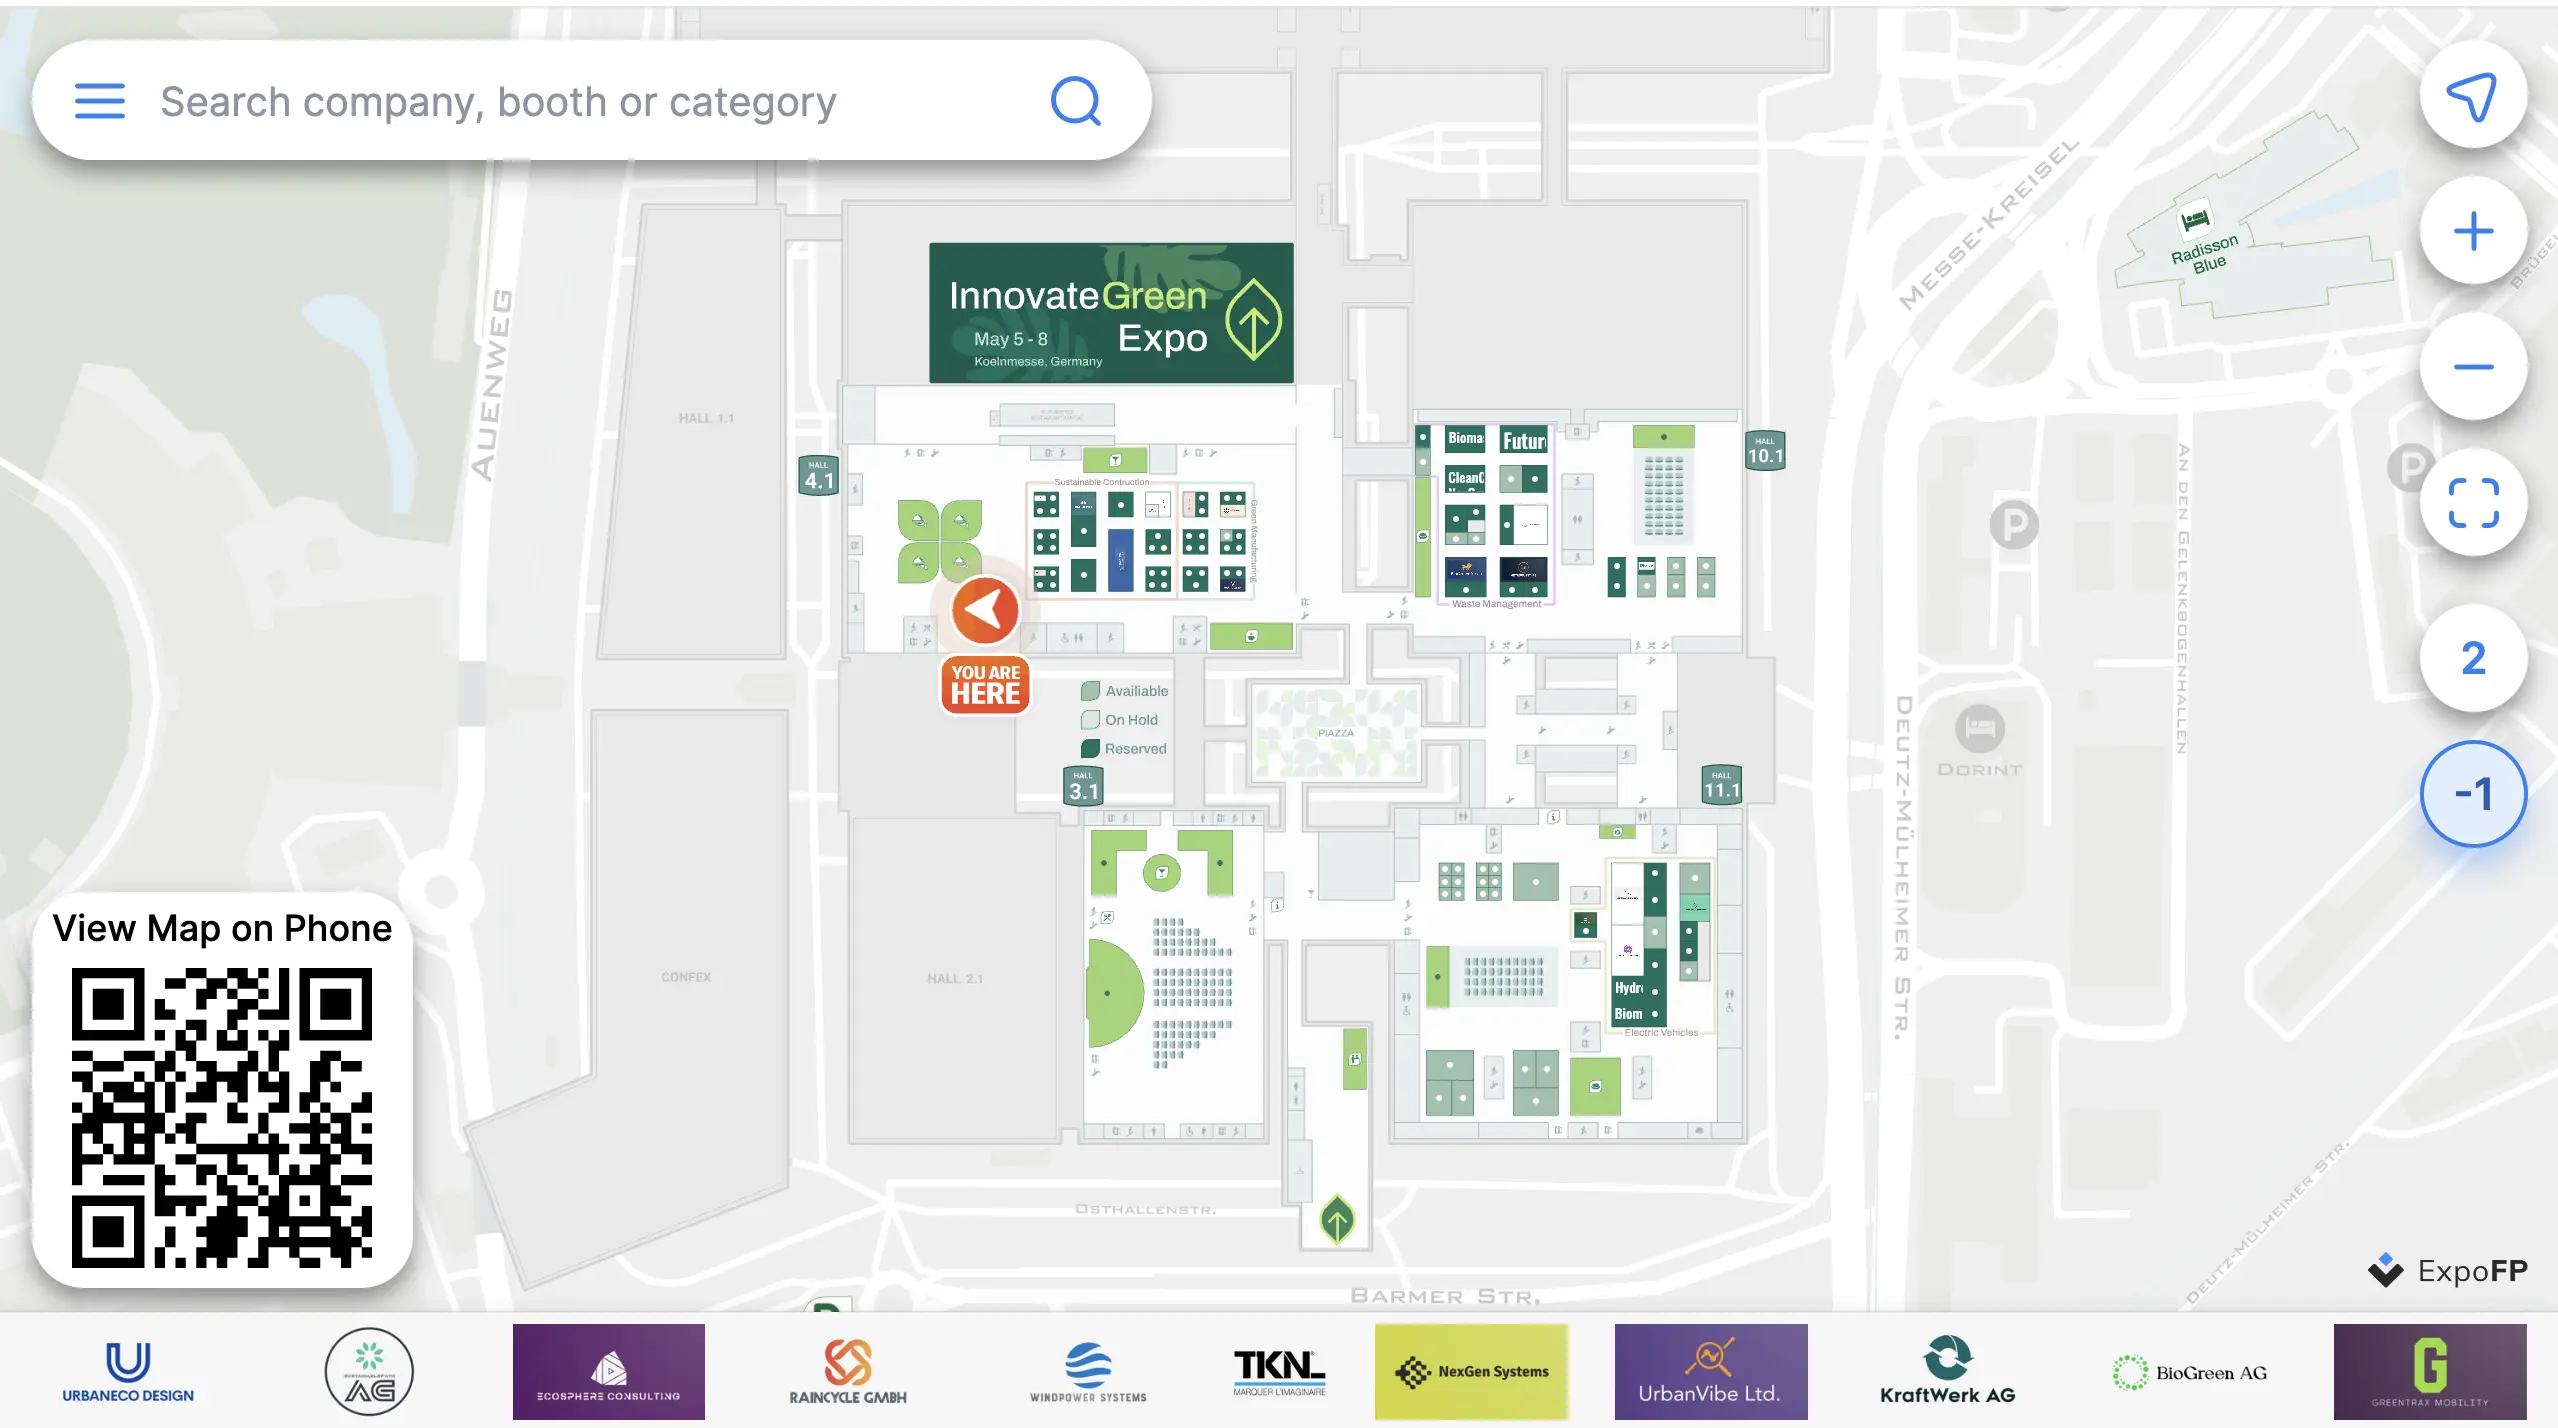 Search company, booth or category
InnovateGreen
Expo
May 5 - 8
Koelnmesse, Germany
MESSE-KREISEL
Radisson
Blue
BRÜGEL
AUENWEG
HALL 1.1
HALL
4.1
HALL
10.1
Sustainable Contruction
Green Manufacturing
Bioma
Futur
Clean
Waste Management
P
P
AN DEN GELENKBOGENHALLEN
2
-1
YOU ARE
HERE
Availiable
On Hold
Reserved
PIAZZA
DEUTZ-MÜLHEIMER STR.
DORINT
HALL
3.1
HALL
11.1
CONFEX
HALL 2.1
Hydr
Biom
Electric Vehicles
View Map on Phone
OSTHALLENSTR.
BARMER STR.
DEUTZ-MÜLHEIMER STR.
ExpoFP
URBANECO DESIGN
AG
ECOSPHERE CONSULTING
RAINCYCLE GMBH
WINDPOWER SYSTEMS
TKN
MARQUER L'IMAGINAIRE
NexGen Systems
UrbanVibe Ltd.
KraftWerk AG
BioGreen AG
G
GREENTRAX MOBILITY